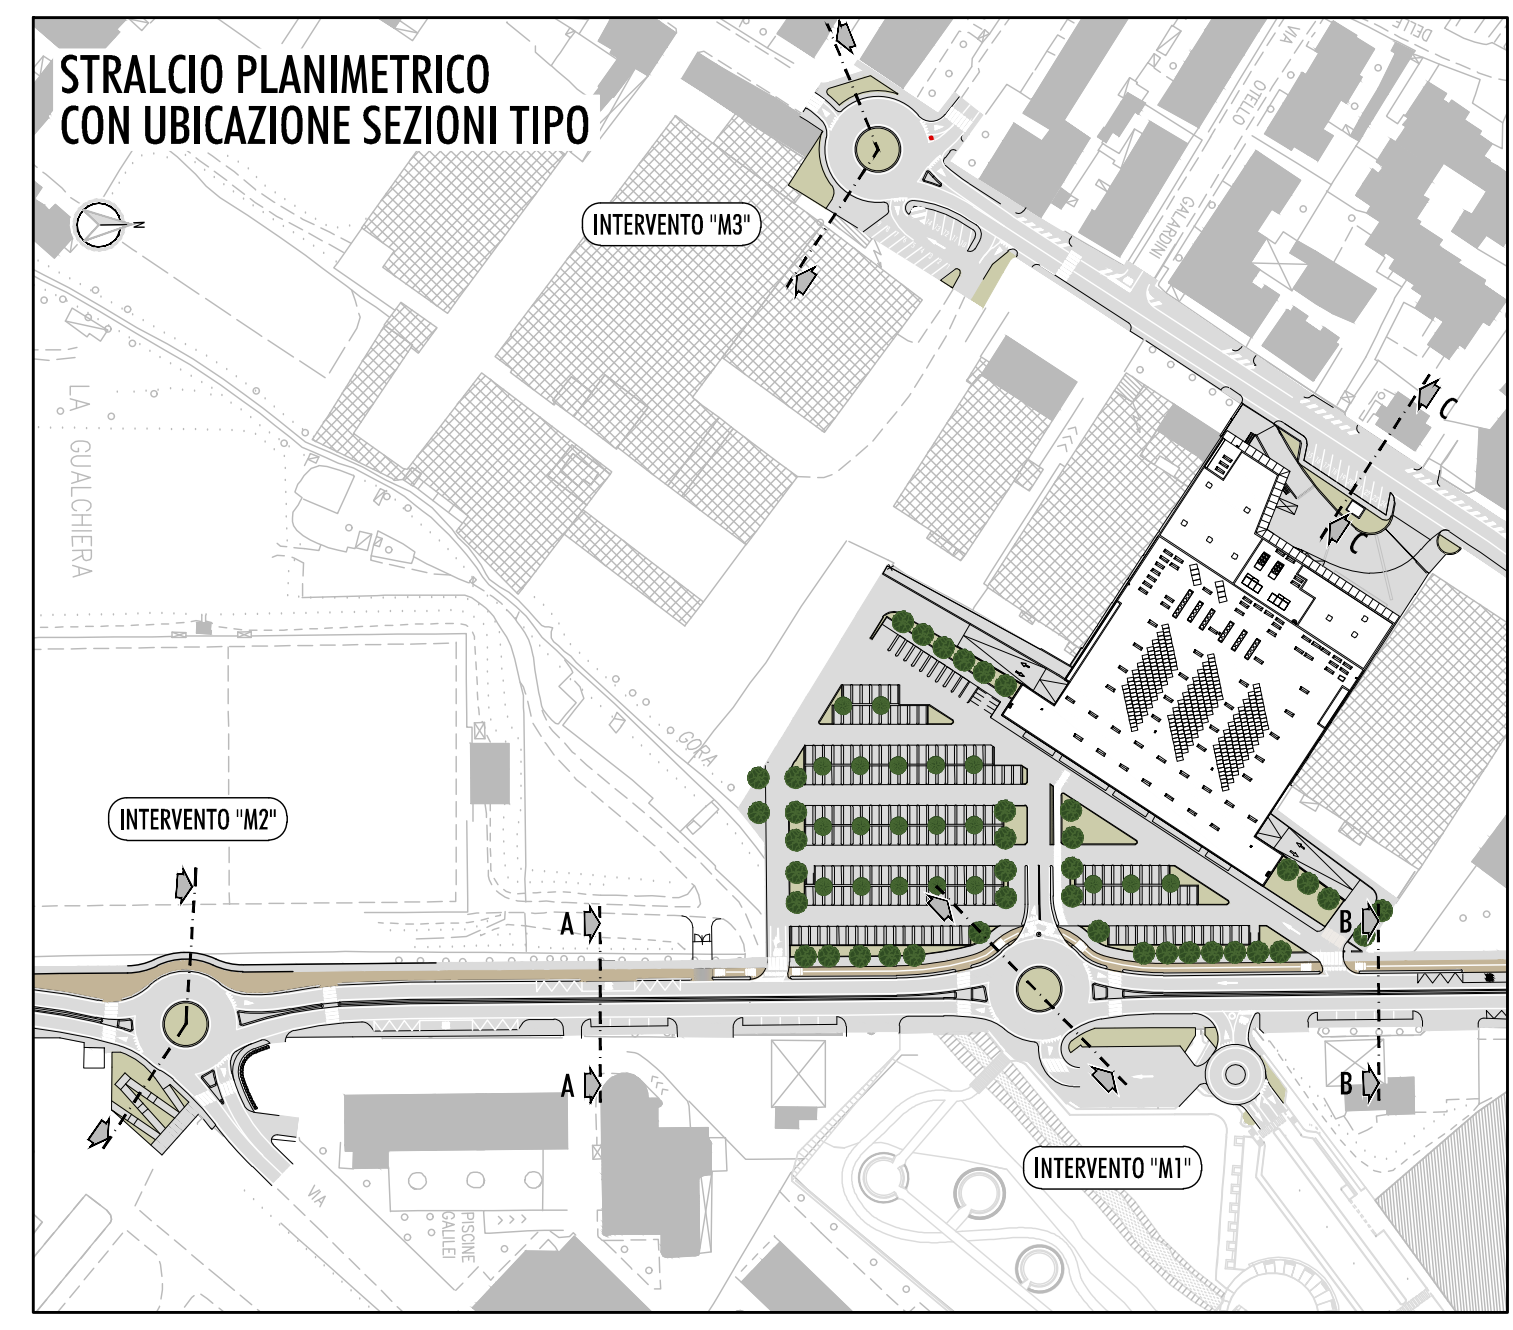 STRALCIO PLANIMETRICO
CON UBICAZIONE SEZIONI TIPO
DELLE
VIA
OTELLO
GALARDINI
N
INTERVENTO "M3"
C
C
LA
GUALCHIERA
GORA
INTERVENTO "M2"
A
B
A
B
INTERVENTO "M1"
VIA
PISCINE
GALILEI